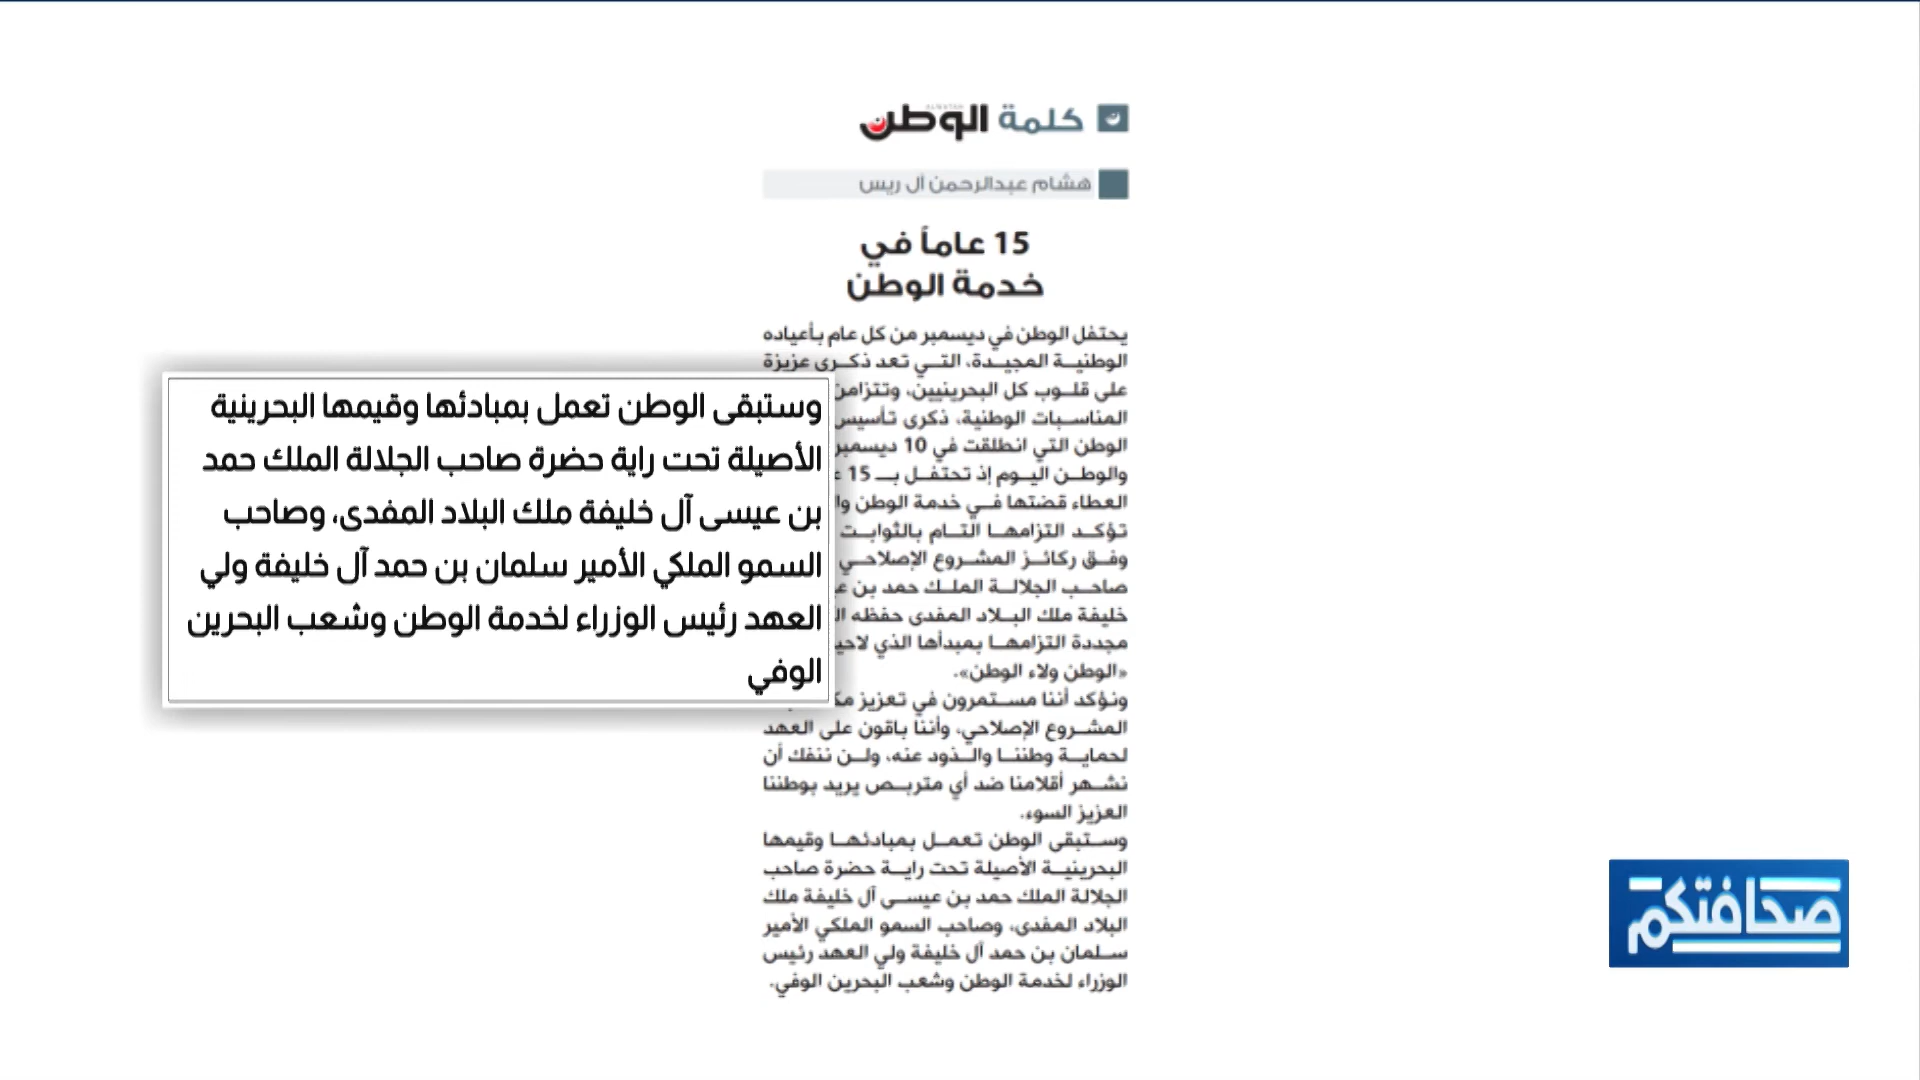 كلمة الوطن
هشام عبدالرحمن آل ريس
15 عاماً في
خدمة الوطن
يحتفل الوطن في ديسمبر من كل عام بأعياده
الوطنية المجيدة، التي تعد ذكرى عزيزة
على قلوب كل البحرينيين، وتتزامن
المناسبات الوطنية، ذكرى تأسيس
الوطن التي انطلقت في 10 ديسمبر
والوطن اليوم إذ تحتفل بـ 15
العطاء قضتها في خدمة الوطن
تؤكد التزامها التام بالثوابت
وفق ركائز المشروع الإصلاحي
صاحب الجلالة الملك حمد بن
خليفة ملك البلاد المفدى حفظه
مجددة التزامها بمبدأها الذي
«الوطن ولاء الوطن».
ونؤكد أننا مستمرون في تعزيز
المشروع الإصلاحي، وأننا باقون على العهد
لحماية وطننا والذود عنه، ولن ننفك أن
نشهر أقلامنا ضد أي متربص يريد بوطننا
العزيز السوء.
وستبقى الوطن تعمل بمبادئها وقيمها
البحرينية الأصيلة تحت راية حضرة صاحب
الجلالة الملك حمد بن عيسى آل خليفة ملك
البلاد المفدى، وصاحب السمو الملكي الأمير
سلمان بن حمد آل خليفة ولي العهد رئيس
الوزراء لخدمة الوطن وشعب البحرين الوفي.
وستبقى الوطن تعمل بمبادئها وقيمها البحرينية
الأصيلة تحت راية حضرة صاحب الجلالة الملك حمد
بن عيسى آل خليفة ملك البلاد المفدى، وصاحب
السمو الملكي الأمير سلمان بن حمد آل خليفة ولي
العهد رئيس الوزراء لخدمة الوطن وشعب البحرين
الوفي
صحافتكم